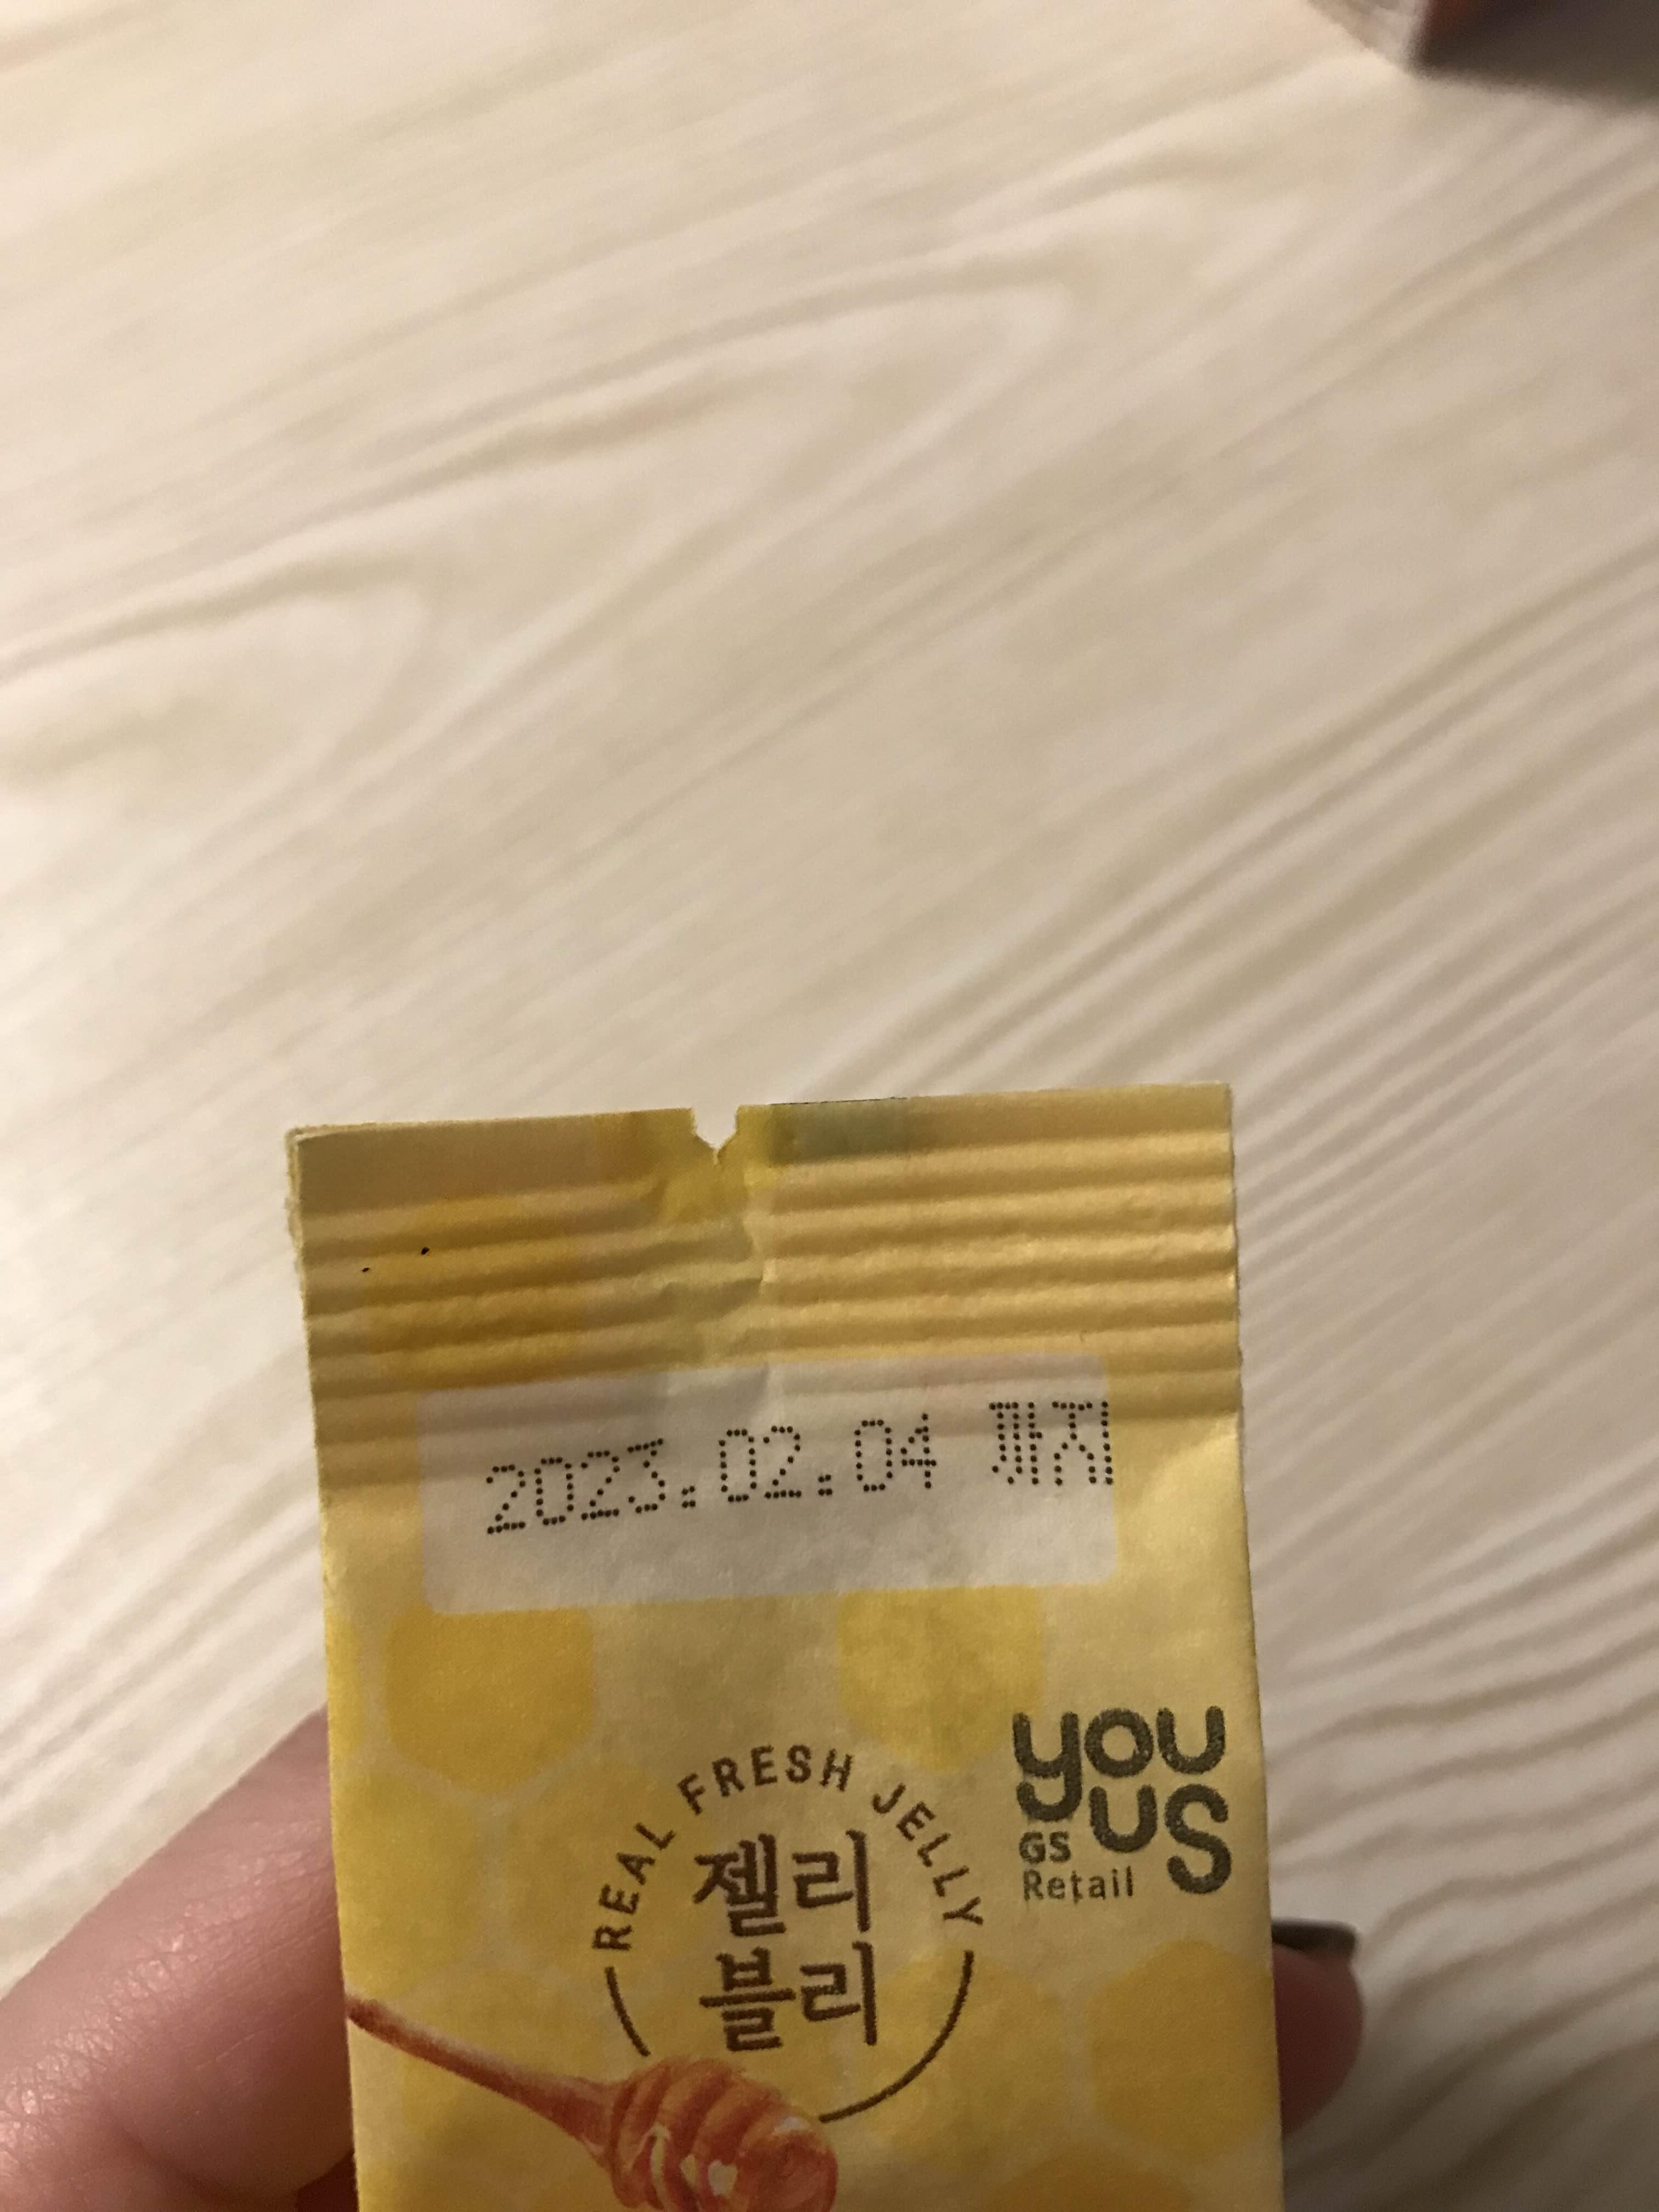 2023.02.04 까지
you
us
GS
Retail
REAL FRESH JELLY
젤리
블리